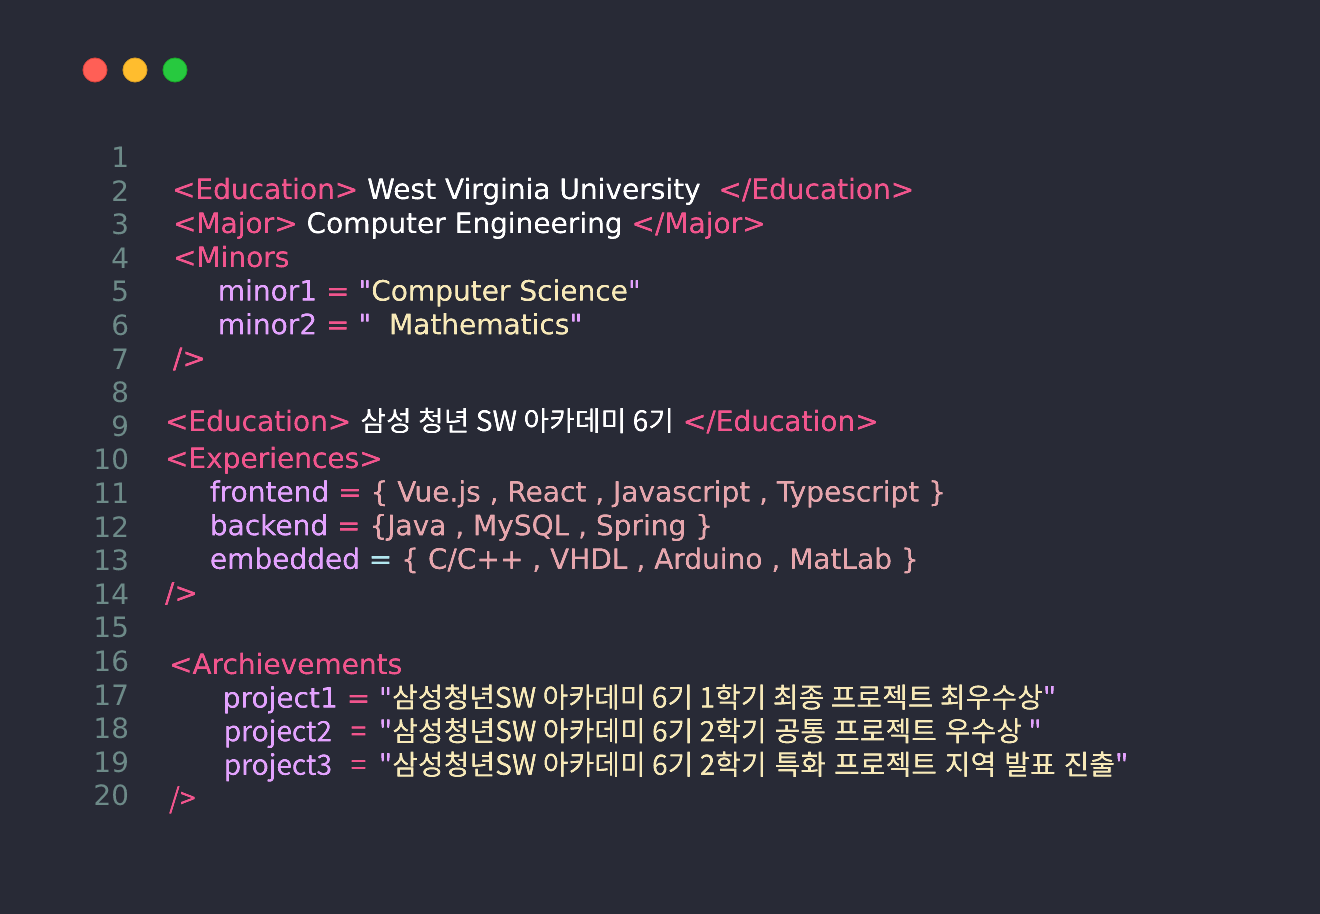 1
2 <Education> West Virginia University </Education>
3 <Major> Computer Engineering </Major>
4 <Minors
5 minor1 = "Computer Science"
6 minor2 = " Mathematics"
7 />
8
9 <Education> 삼성 청년 SW 아카데미 6기 </Education>
10 <Experiences>
11 frontend = { Vue.js , React , Javascript , Typescript }
12 backend = {Java , MySQL , Spring }
13 embedded = { C/C++ , VHDL , Arduino , MatLab }
14 />
15
16 <Archievements
17 project1 = "삼성청년SW 아카데미 6기 1학기 최종 프로젝트 최우수상"
18 project2 = "삼성청년SW 아카데미 6기 2학기 공통 프로젝트 우수상 "
19 project3 = "삼성청년SW 아카데미 6기 2학기 특화 프로젝트 지역 발표 진출"
20 />